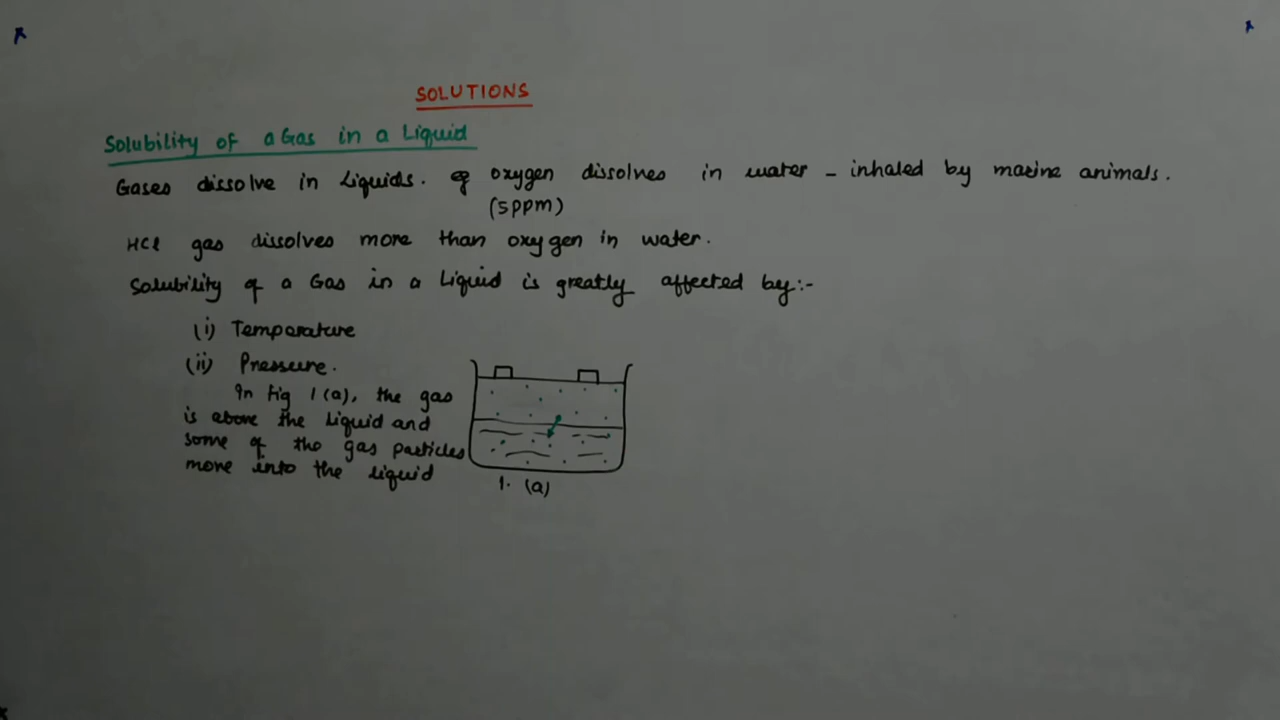 SOLUTIONS
Solubility of a Gas in a Liquid
Gases dissolve in Liquids. eg oxygen dissolves in water - inhaled by marine animals.
(5ppm)
HCl gas dissolves more than oxygen in water.
Solubility of a Gas in a Liquid is greatly affected by:-
(i) Temperature
(ii) Pressure.
In Fig 1(a), the gas
is above the Liquid and
some of the gas particles
move into the liquid
1. (a)